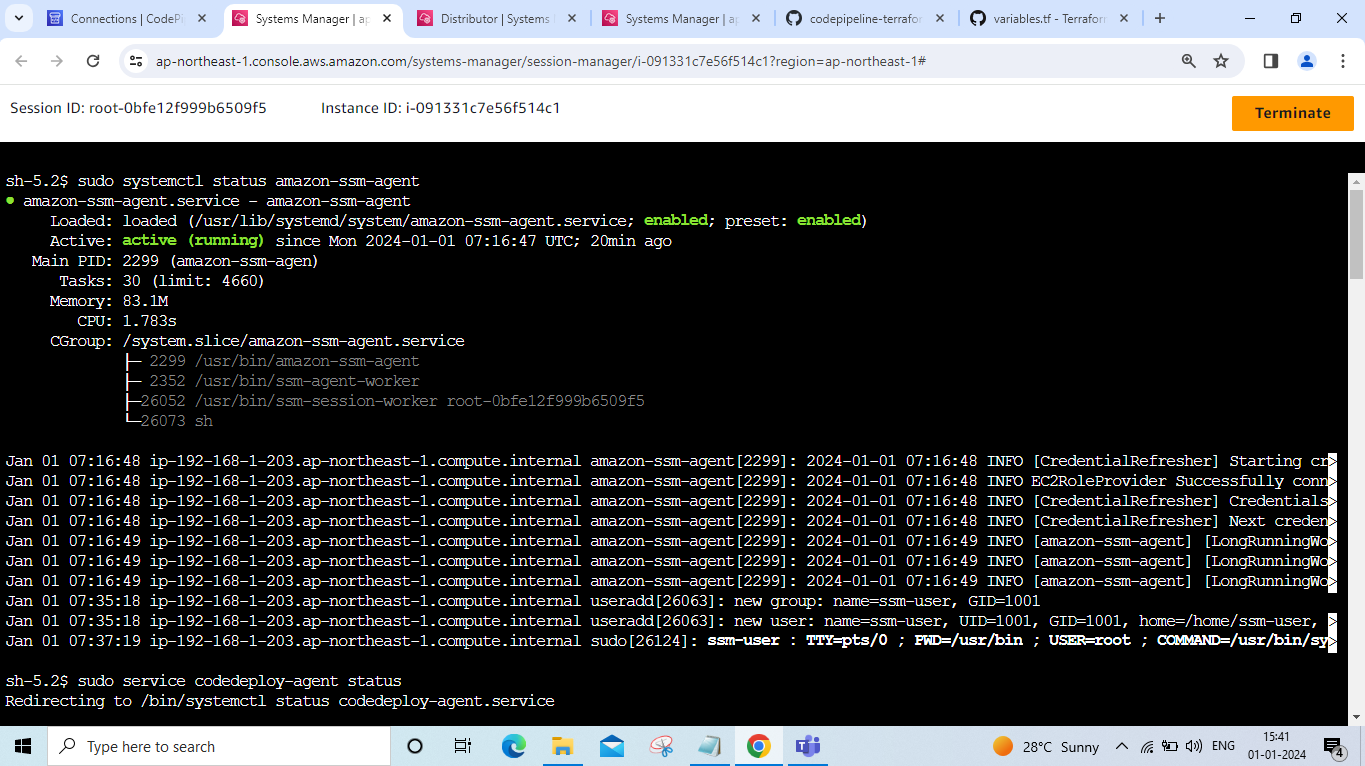 Connections | CodePi
Systems Manager | ap
Distributor | Systems
Systems Manager | ap
codepipeline-terrafor
variables.tf - Terraform
ap-northeast-1.console.aws.amazon.com/systems-manager/session-manager/i-091331c7e56f514c1?region=ap-northeast-1#
Session ID: root-0bfe12f999b6509f5 Instance ID: i-091331c7e56f514c1
Terminate
sh-5.2$ sudo systemctl status amazon-ssm-agent
● amazon-ssm-agent.service - amazon-ssm-agent
Loaded: loaded (/usr/lib/systemd/system/amazon-ssm-agent.service; enabled; preset: enabled)
Active: active (running) since Mon 2024-01-01 07:16:47 UTC; 20min ago
Main PID: 2299 (amazon-ssm-agen)
Tasks: 30 (limit: 4660)
Memory: 83.1M
CPU: 1.783s
CGroup: /system.slice/amazon-ssm-agent.service
├─ 2299 /usr/bin/amazon-ssm-agent
├─ 2352 /usr/bin/ssm-agent-worker
├─26052 /usr/bin/ssm-session-worker root-0bfe12f999b6509f5
└─26073 sh
Jan 01 07:16:48 ip-192-168-1-203.ap-northeast-1.compute.internal amazon-ssm-agent[2299]: 2024-01-01 07:16:48 INFO [CredentialRefresher] Starting cr>
Jan 01 07:16:48 ip-192-168-1-203.ap-northeast-1.compute.internal amazon-ssm-agent[2299]: 2024-01-01 07:16:48 INFO EC2RoleProvider Successfully conn>
Jan 01 07:16:48 ip-192-168-1-203.ap-northeast-1.compute.internal amazon-ssm-agent[2299]: 2024-01-01 07:16:48 INFO [CredentialRefresher] Credentials>
Jan 01 07:16:48 ip-192-168-1-203.ap-northeast-1.compute.internal amazon-ssm-agent[2299]: 2024-01-01 07:16:48 INFO [CredentialRefresher] Next creden>
Jan 01 07:16:49 ip-192-168-1-203.ap-northeast-1.compute.internal amazon-ssm-agent[2299]: 2024-01-01 07:16:49 INFO [amazon-ssm-agent] [LongRunningWo>
Jan 01 07:16:49 ip-192-168-1-203.ap-northeast-1.compute.internal amazon-ssm-agent[2299]: 2024-01-01 07:16:49 INFO [amazon-ssm-agent] [LongRunningWo>
Jan 01 07:16:49 ip-192-168-1-203.ap-northeast-1.compute.internal amazon-ssm-agent[2299]: 2024-01-01 07:16:49 INFO [amazon-ssm-agent] [LongRunningWo>
Jan 01 07:35:18 ip-192-168-1-203.ap-northeast-1.compute.internal useradd[26063]: new group: name=ssm-user, GID=1001
Jan 01 07:35:18 ip-192-168-1-203.ap-northeast-1.compute.internal useradd[26063]: new user: name=ssm-user, UID=1001, GID=1001, home=/home/ssm-user, >
Jan 01 07:37:19 ip-192-168-1-203.ap-northeast-1.compute.internal sudo[26124]: ssm-user : TTY=pts/0 ; PWD=/usr/bin ; USER=root ; COMMAND=/usr/bin/sy>
sh-5.2$ sudo service codedeploy-agent status
Redirecting to /bin/systemctl status codedeploy-agent.service
Type here to search
28°C Sunny
ENG
15:41
01-01-2024
4